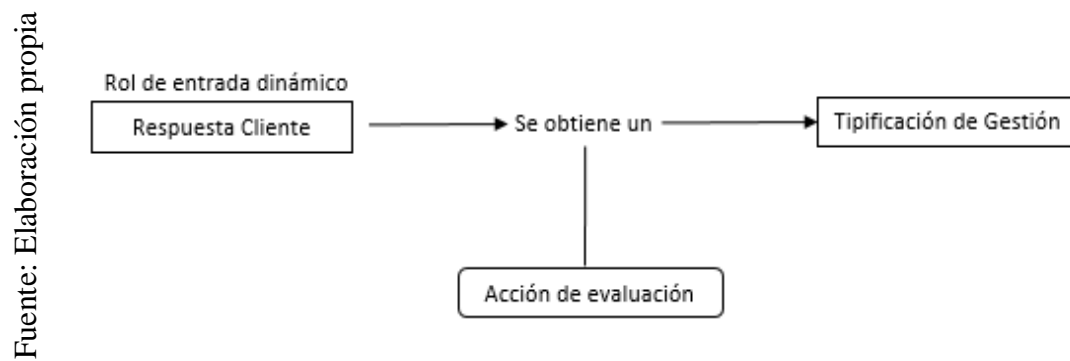 Fuente: Elaboración propia
Rol de entrada dinámico
Respuesta Cliente
Se obtiene un
Tipificación de Gestión
Acción de evaluación